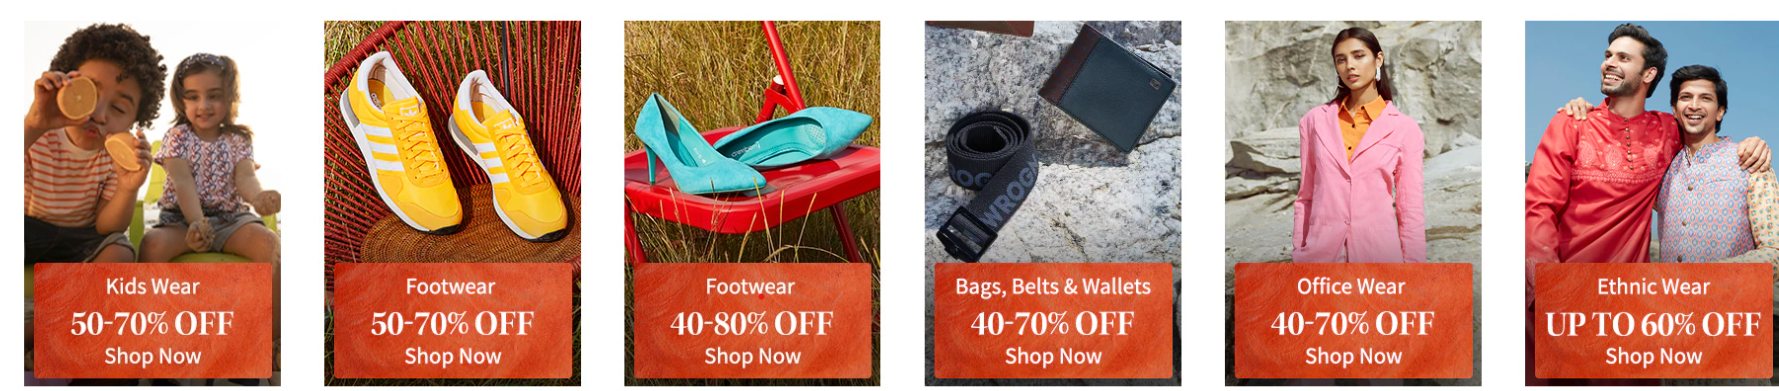 Kids Wear
50-70% OFF
Shop Now
Footwear
50-70% OFF
Shop Now
Footwear
40-80% OFF
Shop Now
WROG
Bags, Belts & Wallets
40-70% OFF
Shop Now
Office Wear
40-70% OFF
Shop Now
Ethnic Wear
UP TO 60% OFF
Shop Now